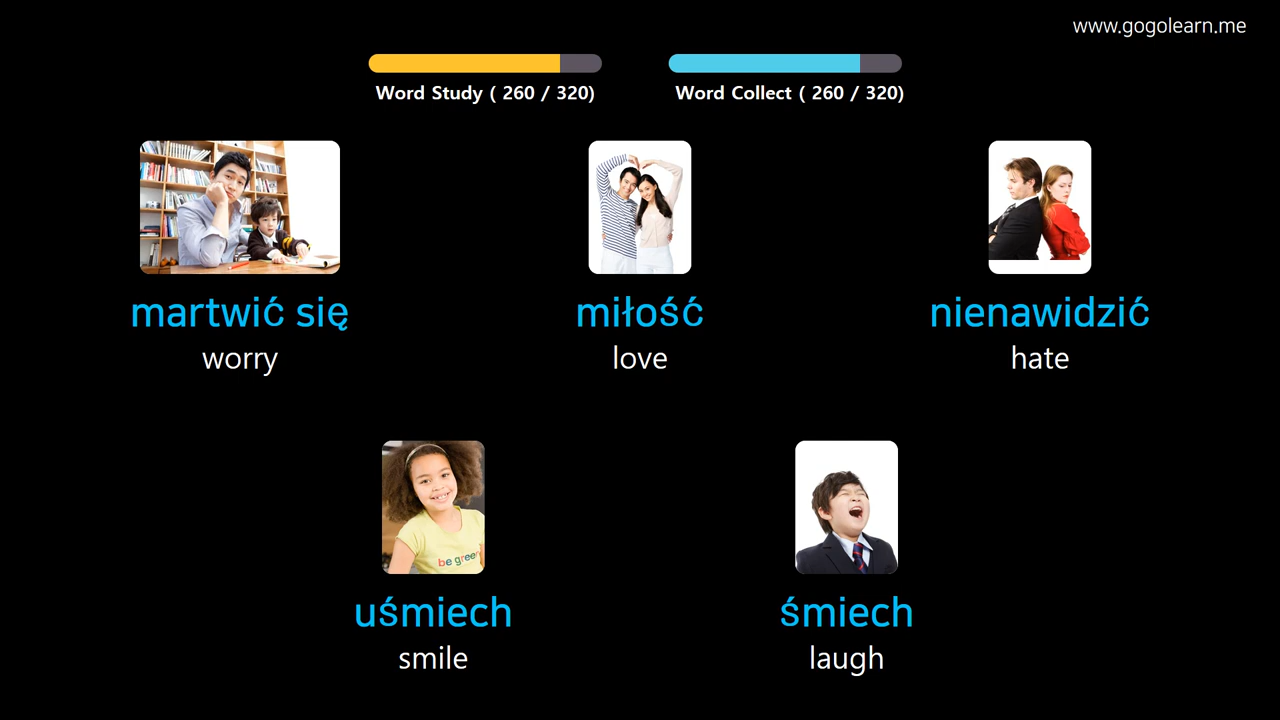 www.gogolearn.me
Word Study ( 260 / 320)
Word Collect ( 260 / 320)
martwić się
worry
miłość
love
nienawidzić
hate
be green
uśmiech
smile
śmiech
laugh